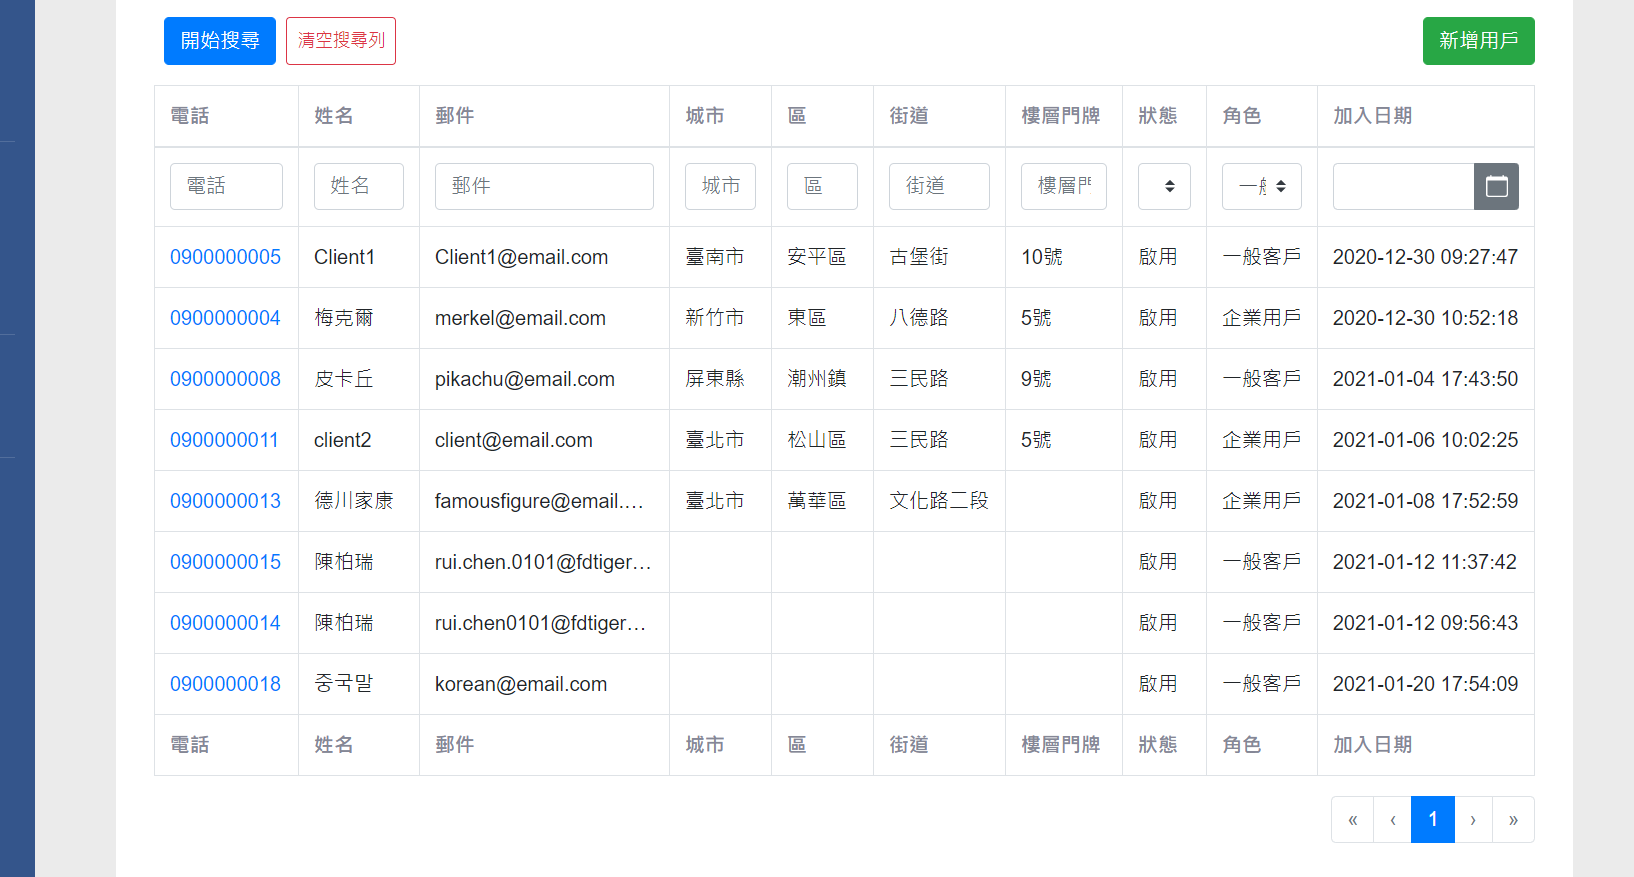 開始搜尋 清空搜尋列 新增用戶
電話 姓名 郵件 城市 區 街道 樓層門牌 狀態 角色 加入日期
電話 姓名 郵件 城市 區 街道 樓層門 一般
0900000005 Client1 Client1@email.com 臺南市 安平區 古堡街 10號 啟用 一般客戶 2020-12-30 09:27:47
0900000004 梅克爾 merkel@email.com 新竹市 東區 八德路 5號 啟用 企業用戶 2020-12-30 10:52:18
0900000008 皮卡丘 pikachu@email.com 屏東縣 潮州鎮 三民路 9號 啟用 一般客戶 2021-01-04 17:43:50
0900000011 client2 client@email.com 臺北市 松山區 三民路 5號 啟用 企業用戶 2021-01-06 10:02:25
0900000013 德川家康 famousfigure@email.… 臺北市 萬華區 文化路二段 啟用 企業用戶 2021-01-08 17:52:59
0900000015 陳柏瑞 rui.chen.0101@fdtiger… 啟用 一般客戶 2021-01-12 11:37:42
0900000014 陳柏瑞 rui.chen0101@fdtiger… 啟用 一般客戶 2021-01-12 09:56:43
0900000018 중국말 korean@email.com 啟用 一般客戶 2021-01-20 17:54:09
電話 姓名 郵件 城市 區 街道 樓層門牌 狀態 角色 加入日期
« ‹ 1 › »